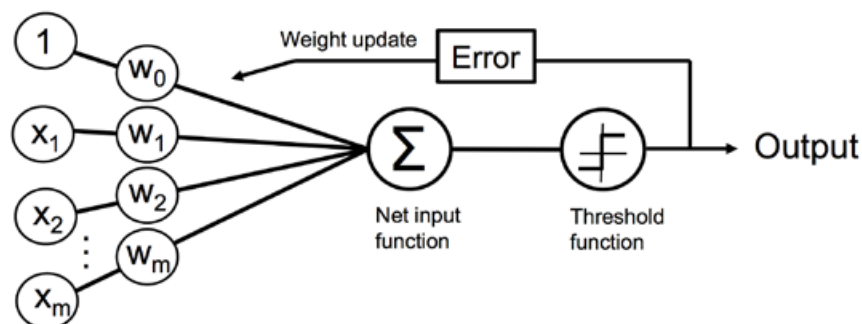 1
w₀
Weight update
Error
x₁
w₁
Σ
Output
x₂
w₂
Net input
function
Threshold
function
⋮
xₘ
wₘ